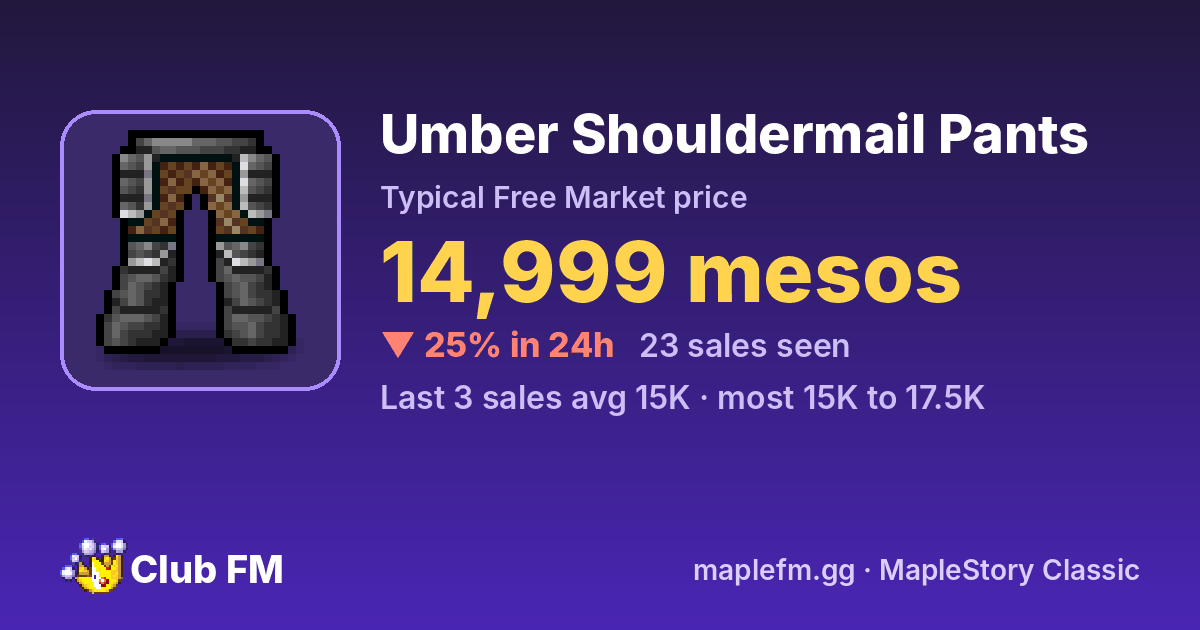 Umber Shouldermail Pants
Typical Free Market price
14,999 mesos
▼ 25% in 24h 23 sales seen
Last 3 sales avg 15K · most 15K to 17.5K
Club FM
maplefm.gg · MapleStory Classic